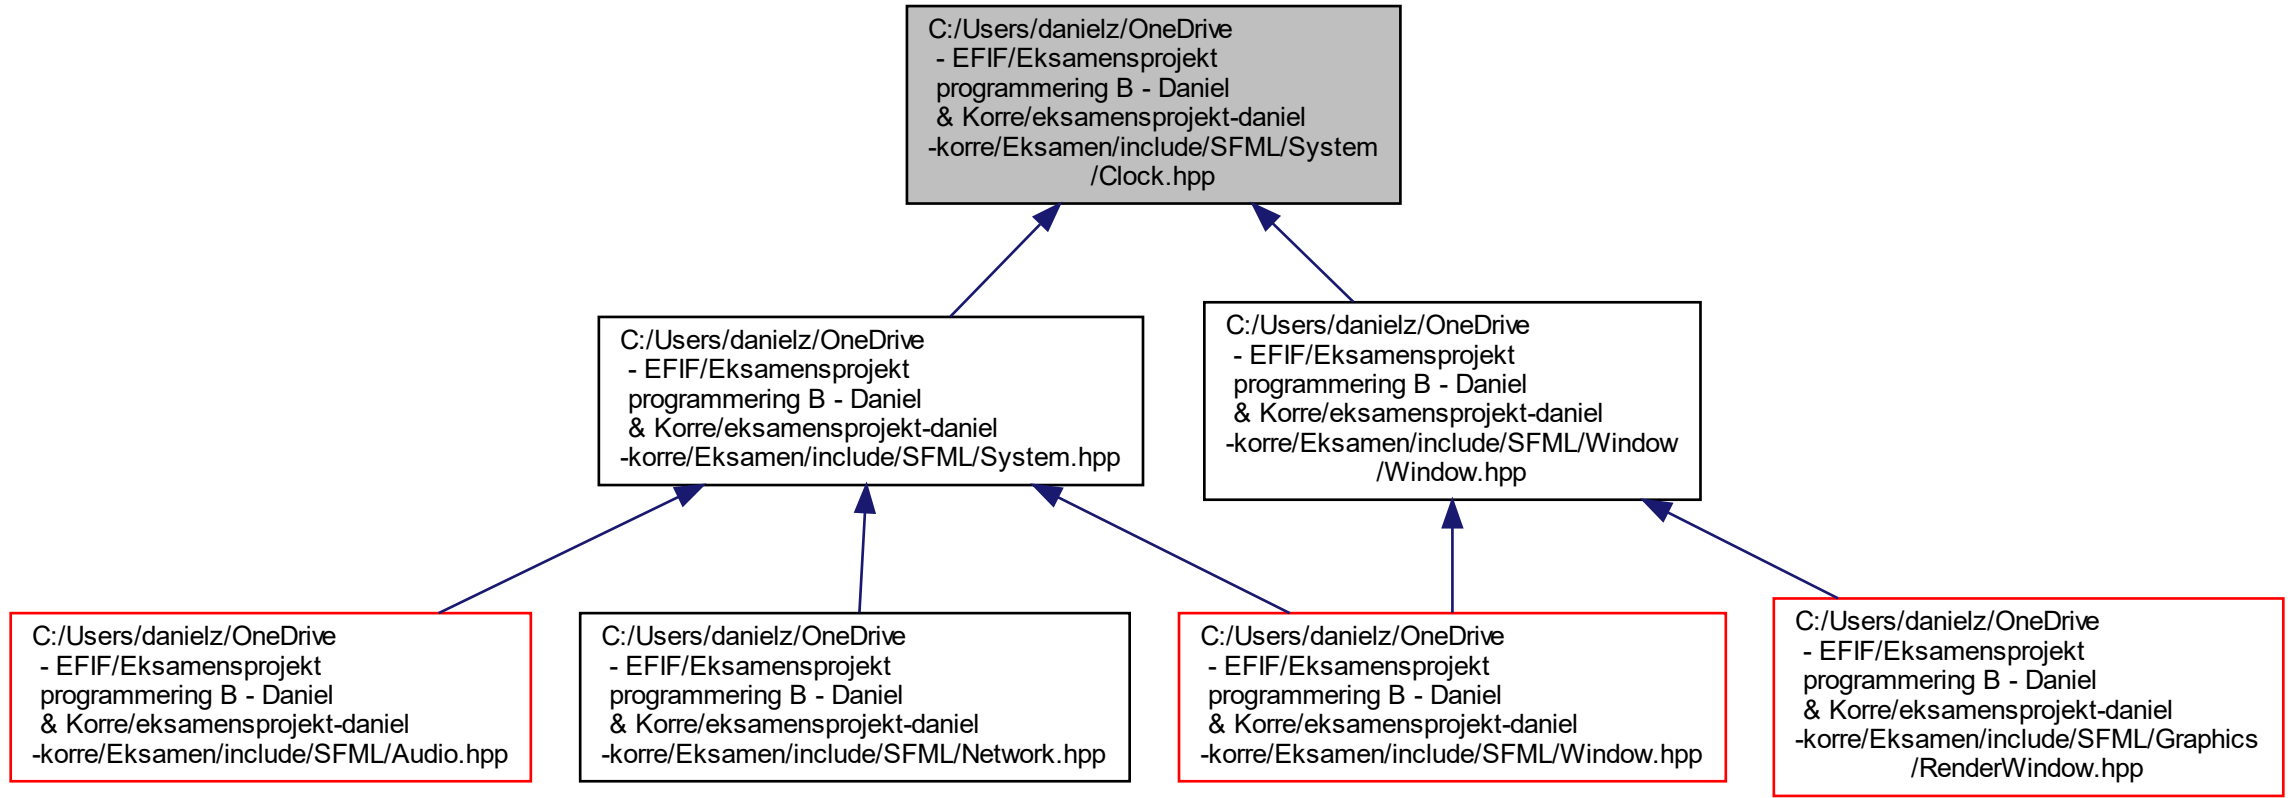 C:/Users/danielz/OneDrive
- EFIF/Eksamensprojekt
programmering B - Daniel
& Korre/eksamensprojekt-daniel
-korre/Eksamen/include/SFML/System
/Clock.hpp
C:/Users/danielz/OneDrive
- EFIF/Eksamensprojekt
programmering B - Daniel
& Korre/eksamensprojekt-daniel
-korre/Eksamen/include/SFML/System.hpp
C:/Users/danielz/OneDrive
- EFIF/Eksamensprojekt
programmering B - Daniel
& Korre/eksamensprojekt-daniel
-korre/Eksamen/include/SFML/Window
/Window.hpp
C:/Users/danielz/OneDrive
- EFIF/Eksamensprojekt
programmering B - Daniel
& Korre/eksamensprojekt-daniel
-korre/Eksamen/include/SFML/Audio.hpp
C:/Users/danielz/OneDrive
- EFIF/Eksamensprojekt
programmering B - Daniel
& Korre/eksamensprojekt-daniel
-korre/Eksamen/include/SFML/Network.hpp
C:/Users/danielz/OneDrive
- EFIF/Eksamensprojekt
programmering B - Daniel
& Korre/eksamensprojekt-daniel
-korre/Eksamen/include/SFML/Window.hpp
C:/Users/danielz/OneDrive
- EFIF/Eksamensprojekt
programmering B - Daniel
& Korre/eksamensprojekt-daniel
-korre/Eksamen/include/SFML/Graphics
/RenderWindow.hpp